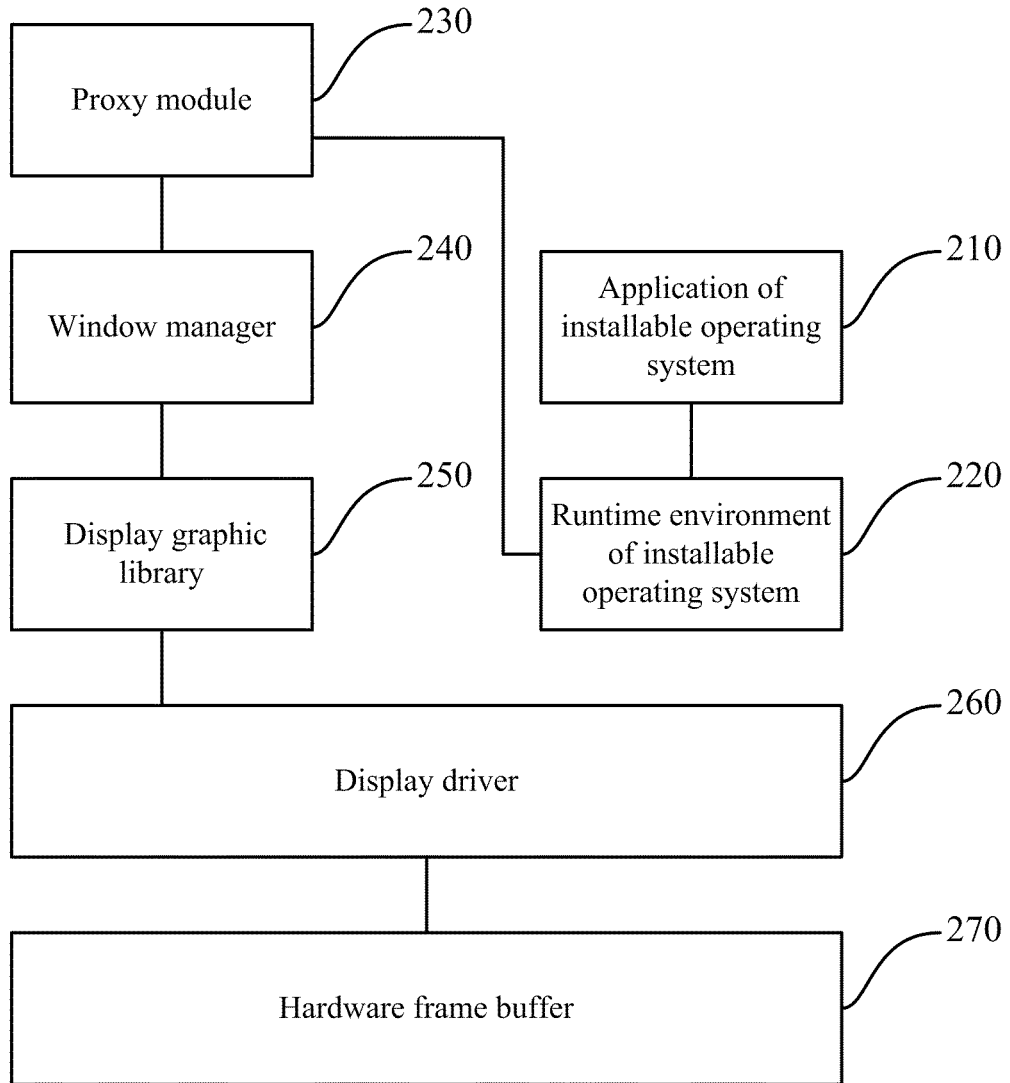 230
Proxy module
240
Window manager
210
Application of
installable operating
system
250
Display graphic
library
220
Runtime environment
of installable
operating system
260
Display driver
270
Hardware frame buffer